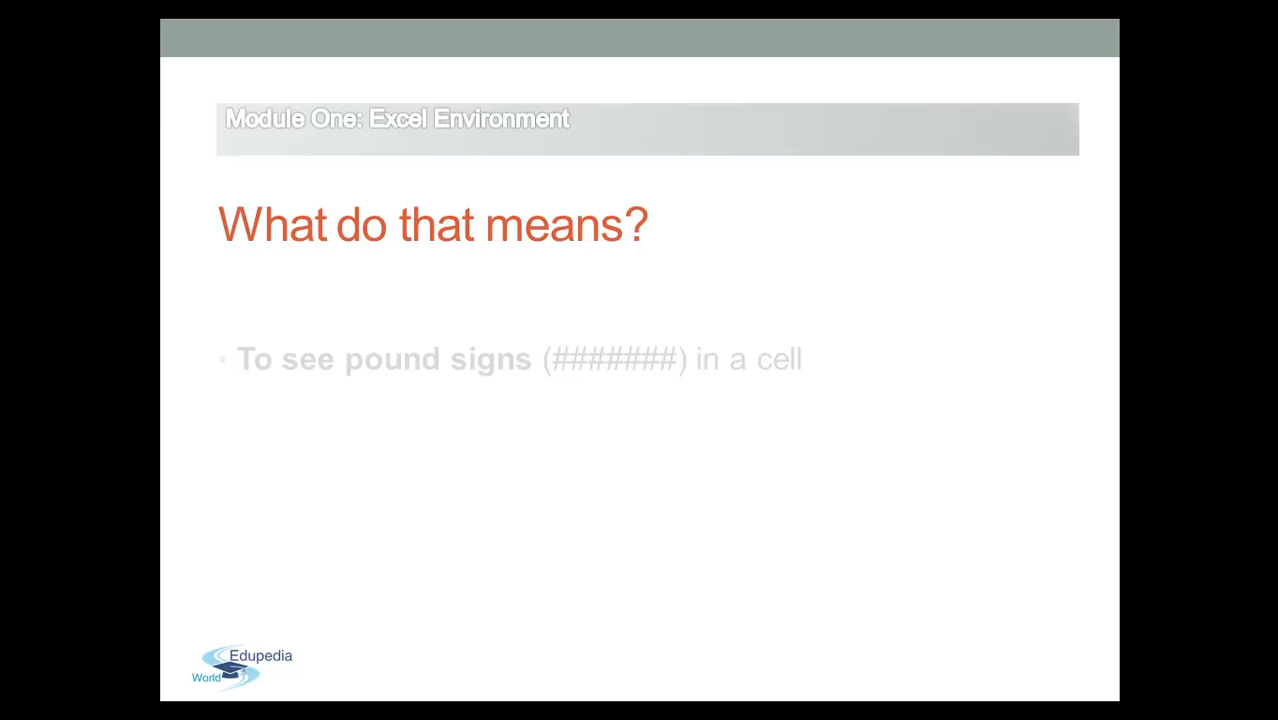 Module One: Excel Environment
What do that means?
• To see pound signs (#######) in a cell
Edupedia
World